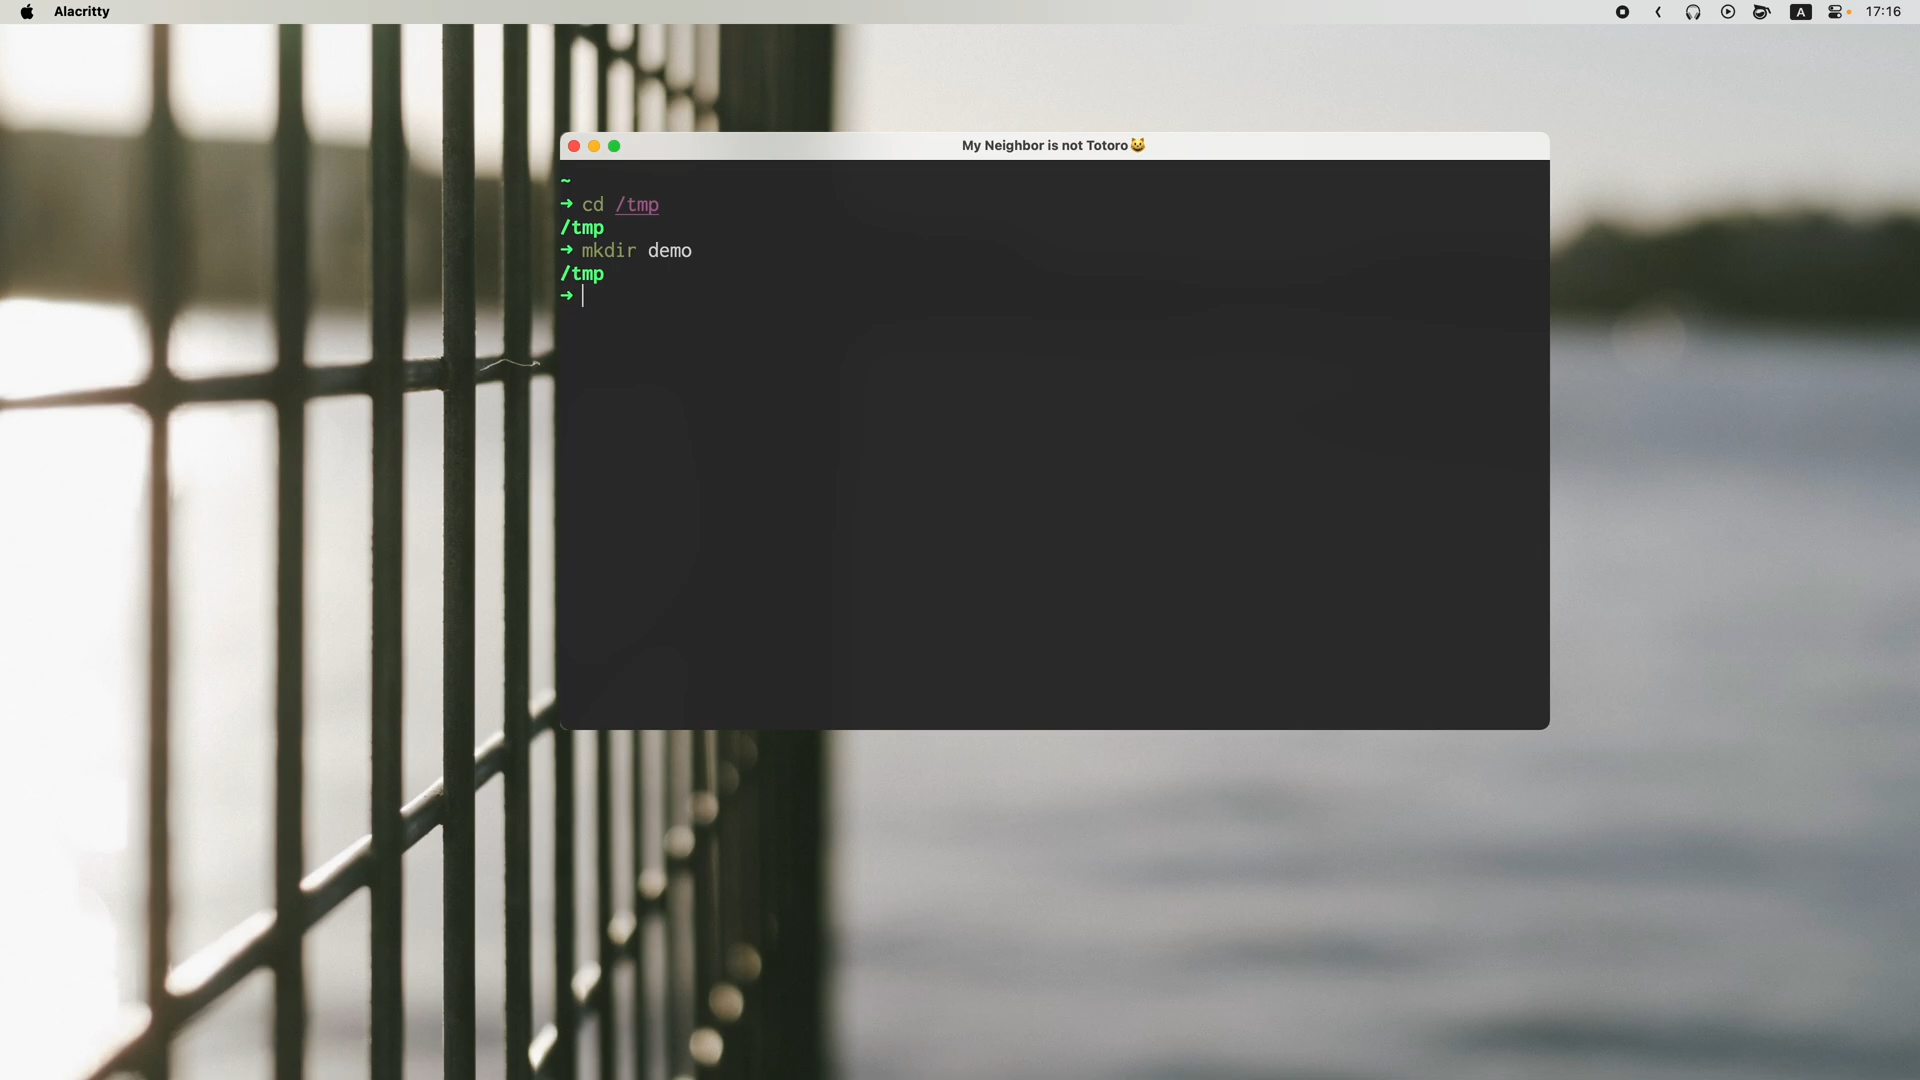 Alacritty
A
17:16
My Neighbor is not Totoro😺
~
➜ cd /tmp
/tmp
➜ mkdir demo
/tmp
➜